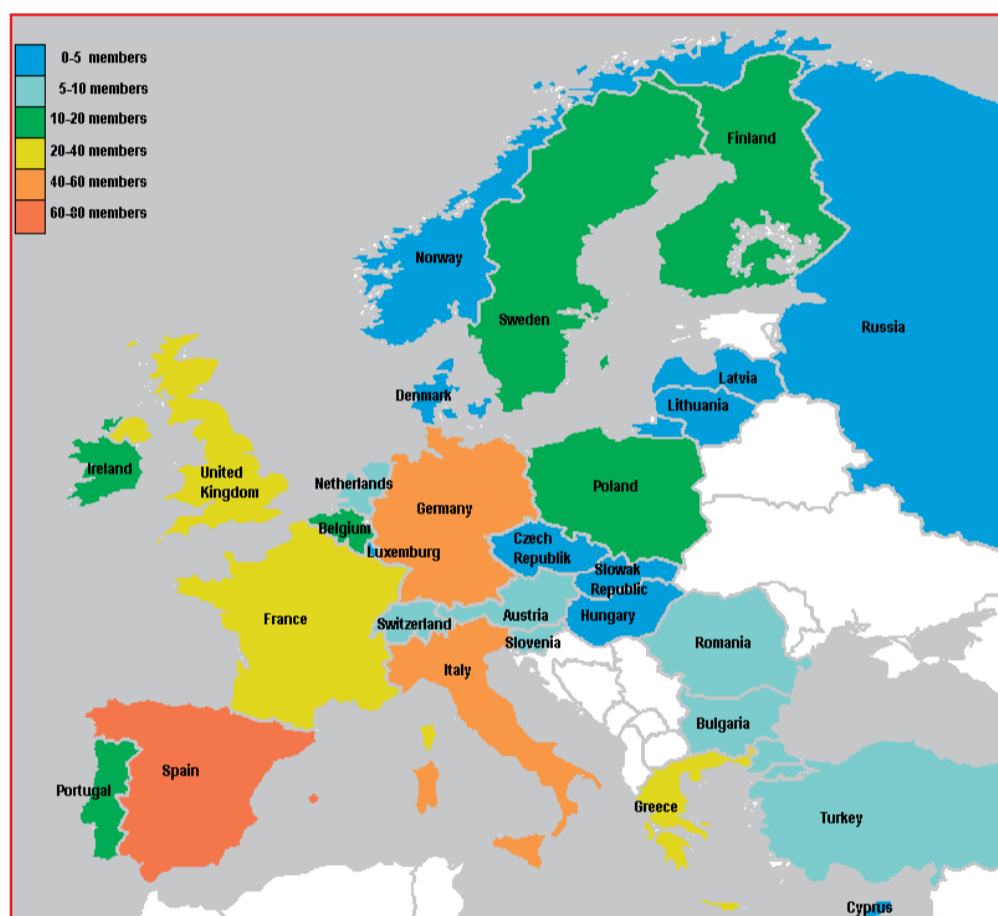 0-5 members
5-10 members
10-20 members
20-40 members
40-60 members
60-80 members
Finland
Norway
Sweden
Russia
Latvia
Denmark
Lithuania
Ireland
United
Kingdom
Netherlands
Poland
Germany
Belgium
Czech
Republik
Luxemburg
Slowak
Republic
France
Switzerland
Austria
Hungary
Slovenia
Romania
Italy
Bulgaria
Spain
Portugal
Greece
Turkey
Cyprus